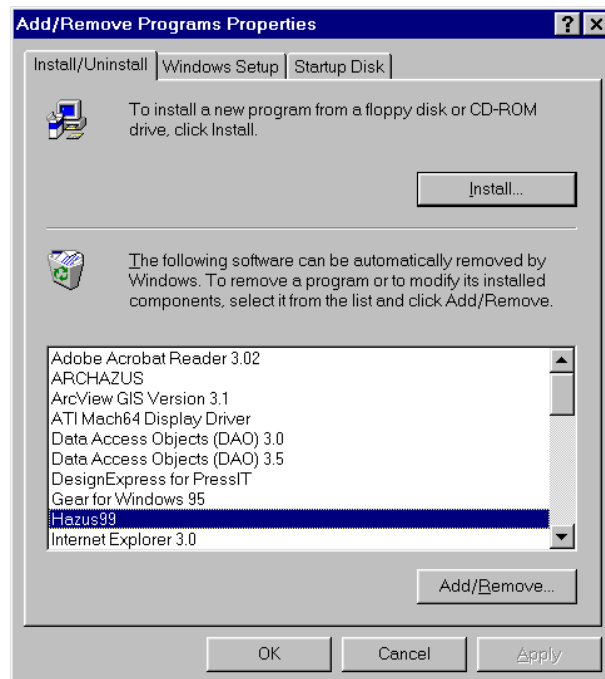 Add/Remove Programs Properties
Install/Uninstall Windows Setup Startup Disk
To install a new program from a floppy disk or CD-ROM
drive, click Install.
Install...
The following software can be automatically removed by
Windows. To remove a program or to modify its installed
components, select it from the list and click Add/Remove.
Adobe Acrobat Reader 3.02
ARCHAZUS
ArcView GIS Version 3.1
ATI Mach64 Display Driver
Data Access Objects (DAO) 3.0
Data Access Objects (DAO) 3.5
DesignExpress for PressIT
Gear for Windows 95
Hazus99
Internet Explorer 3.0
Add/Remove...
OK Cancel Apply